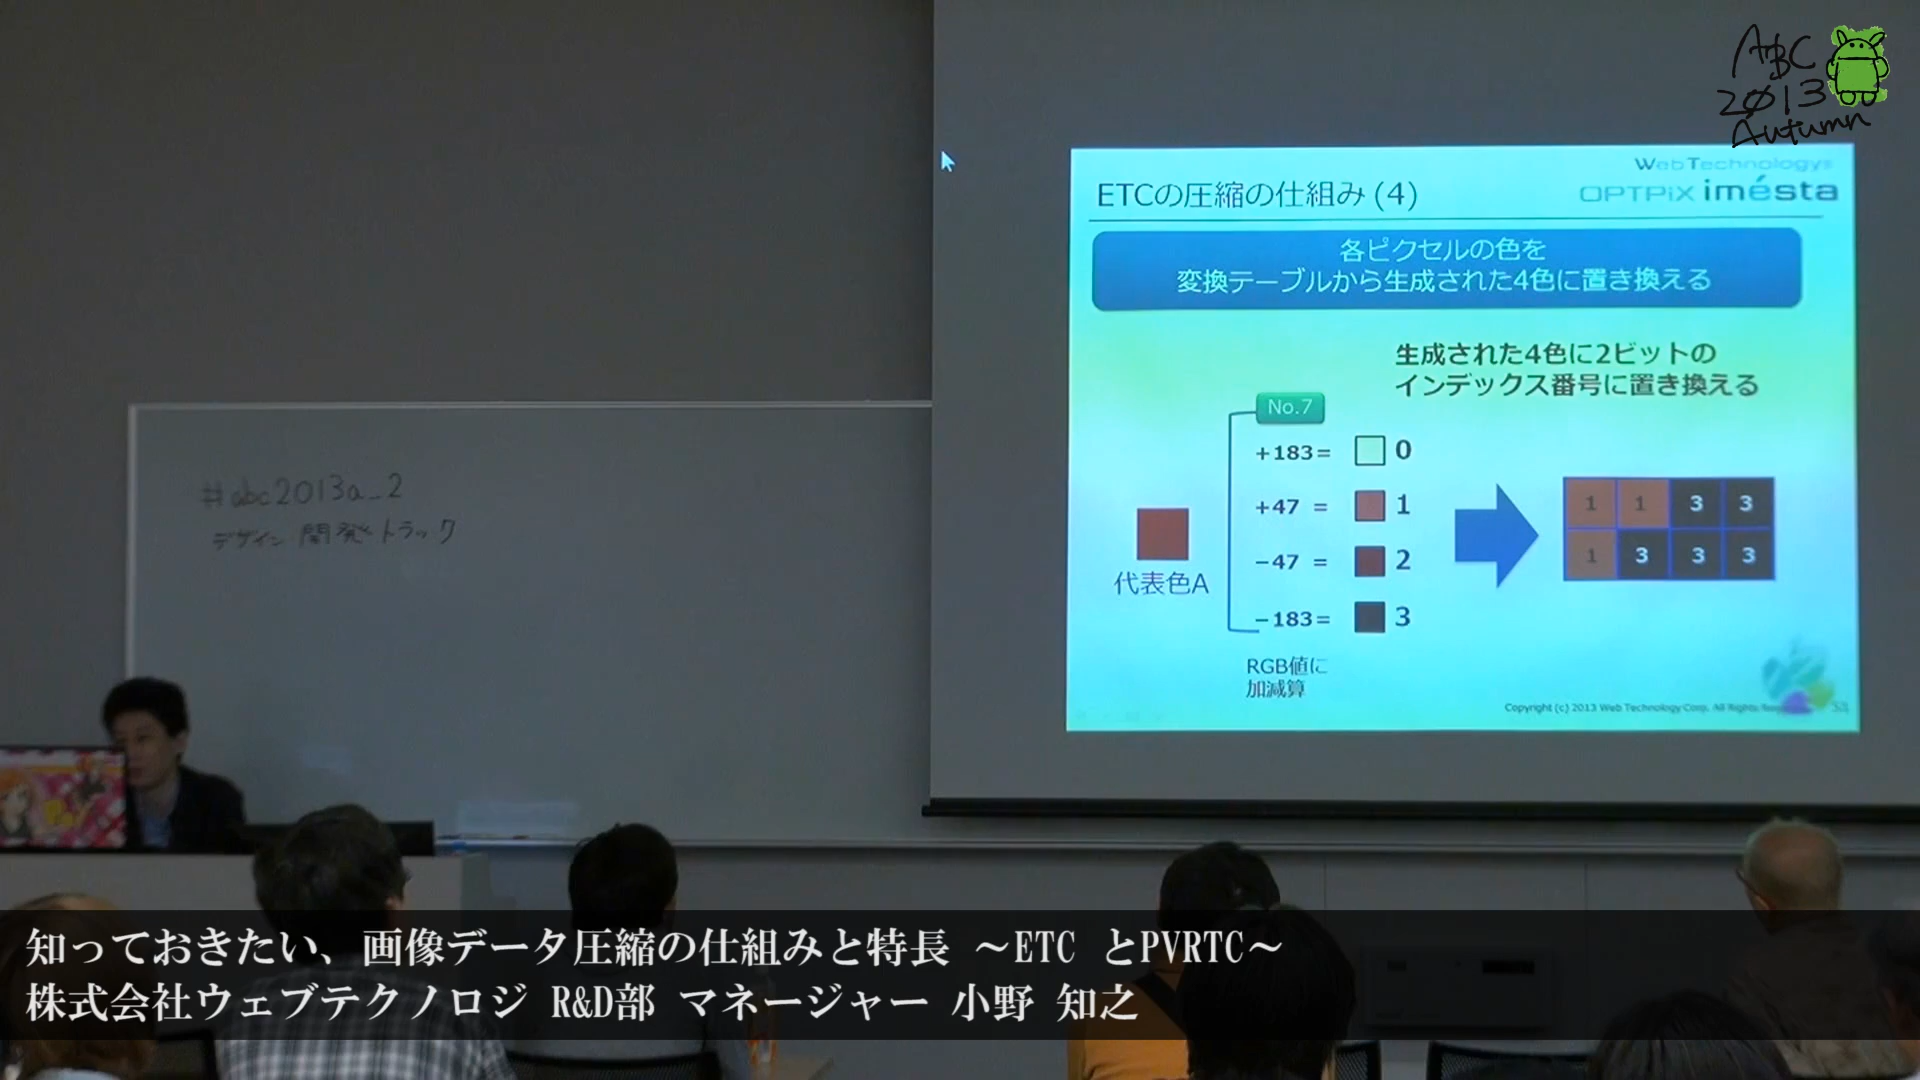 ABC
2013
Autumn
WebTechnology's
OPTPiX imésta
ETCの圧縮の仕組み(4)
各ピクセルの色を
変換テーブルから生成された4色に置き換える
生成された4色に2ビットの
インデックス番号に置き換える
No.7
+183= 0
+47 = 1
−47 = 2
−183= 3
代表色A
RGB値に
加減算
1 1 3 3
1 3 3 3
Copyright (c) 2013 Web Technology Corp. All Rights
#abc2013a_2
デザイン開発トラック
知っておきたい、画像データ圧縮の仕組みと特長 ～ETC とPVRTC～
株式会社ウェブテクノロジ R&D部 マネージャー 小野 知之